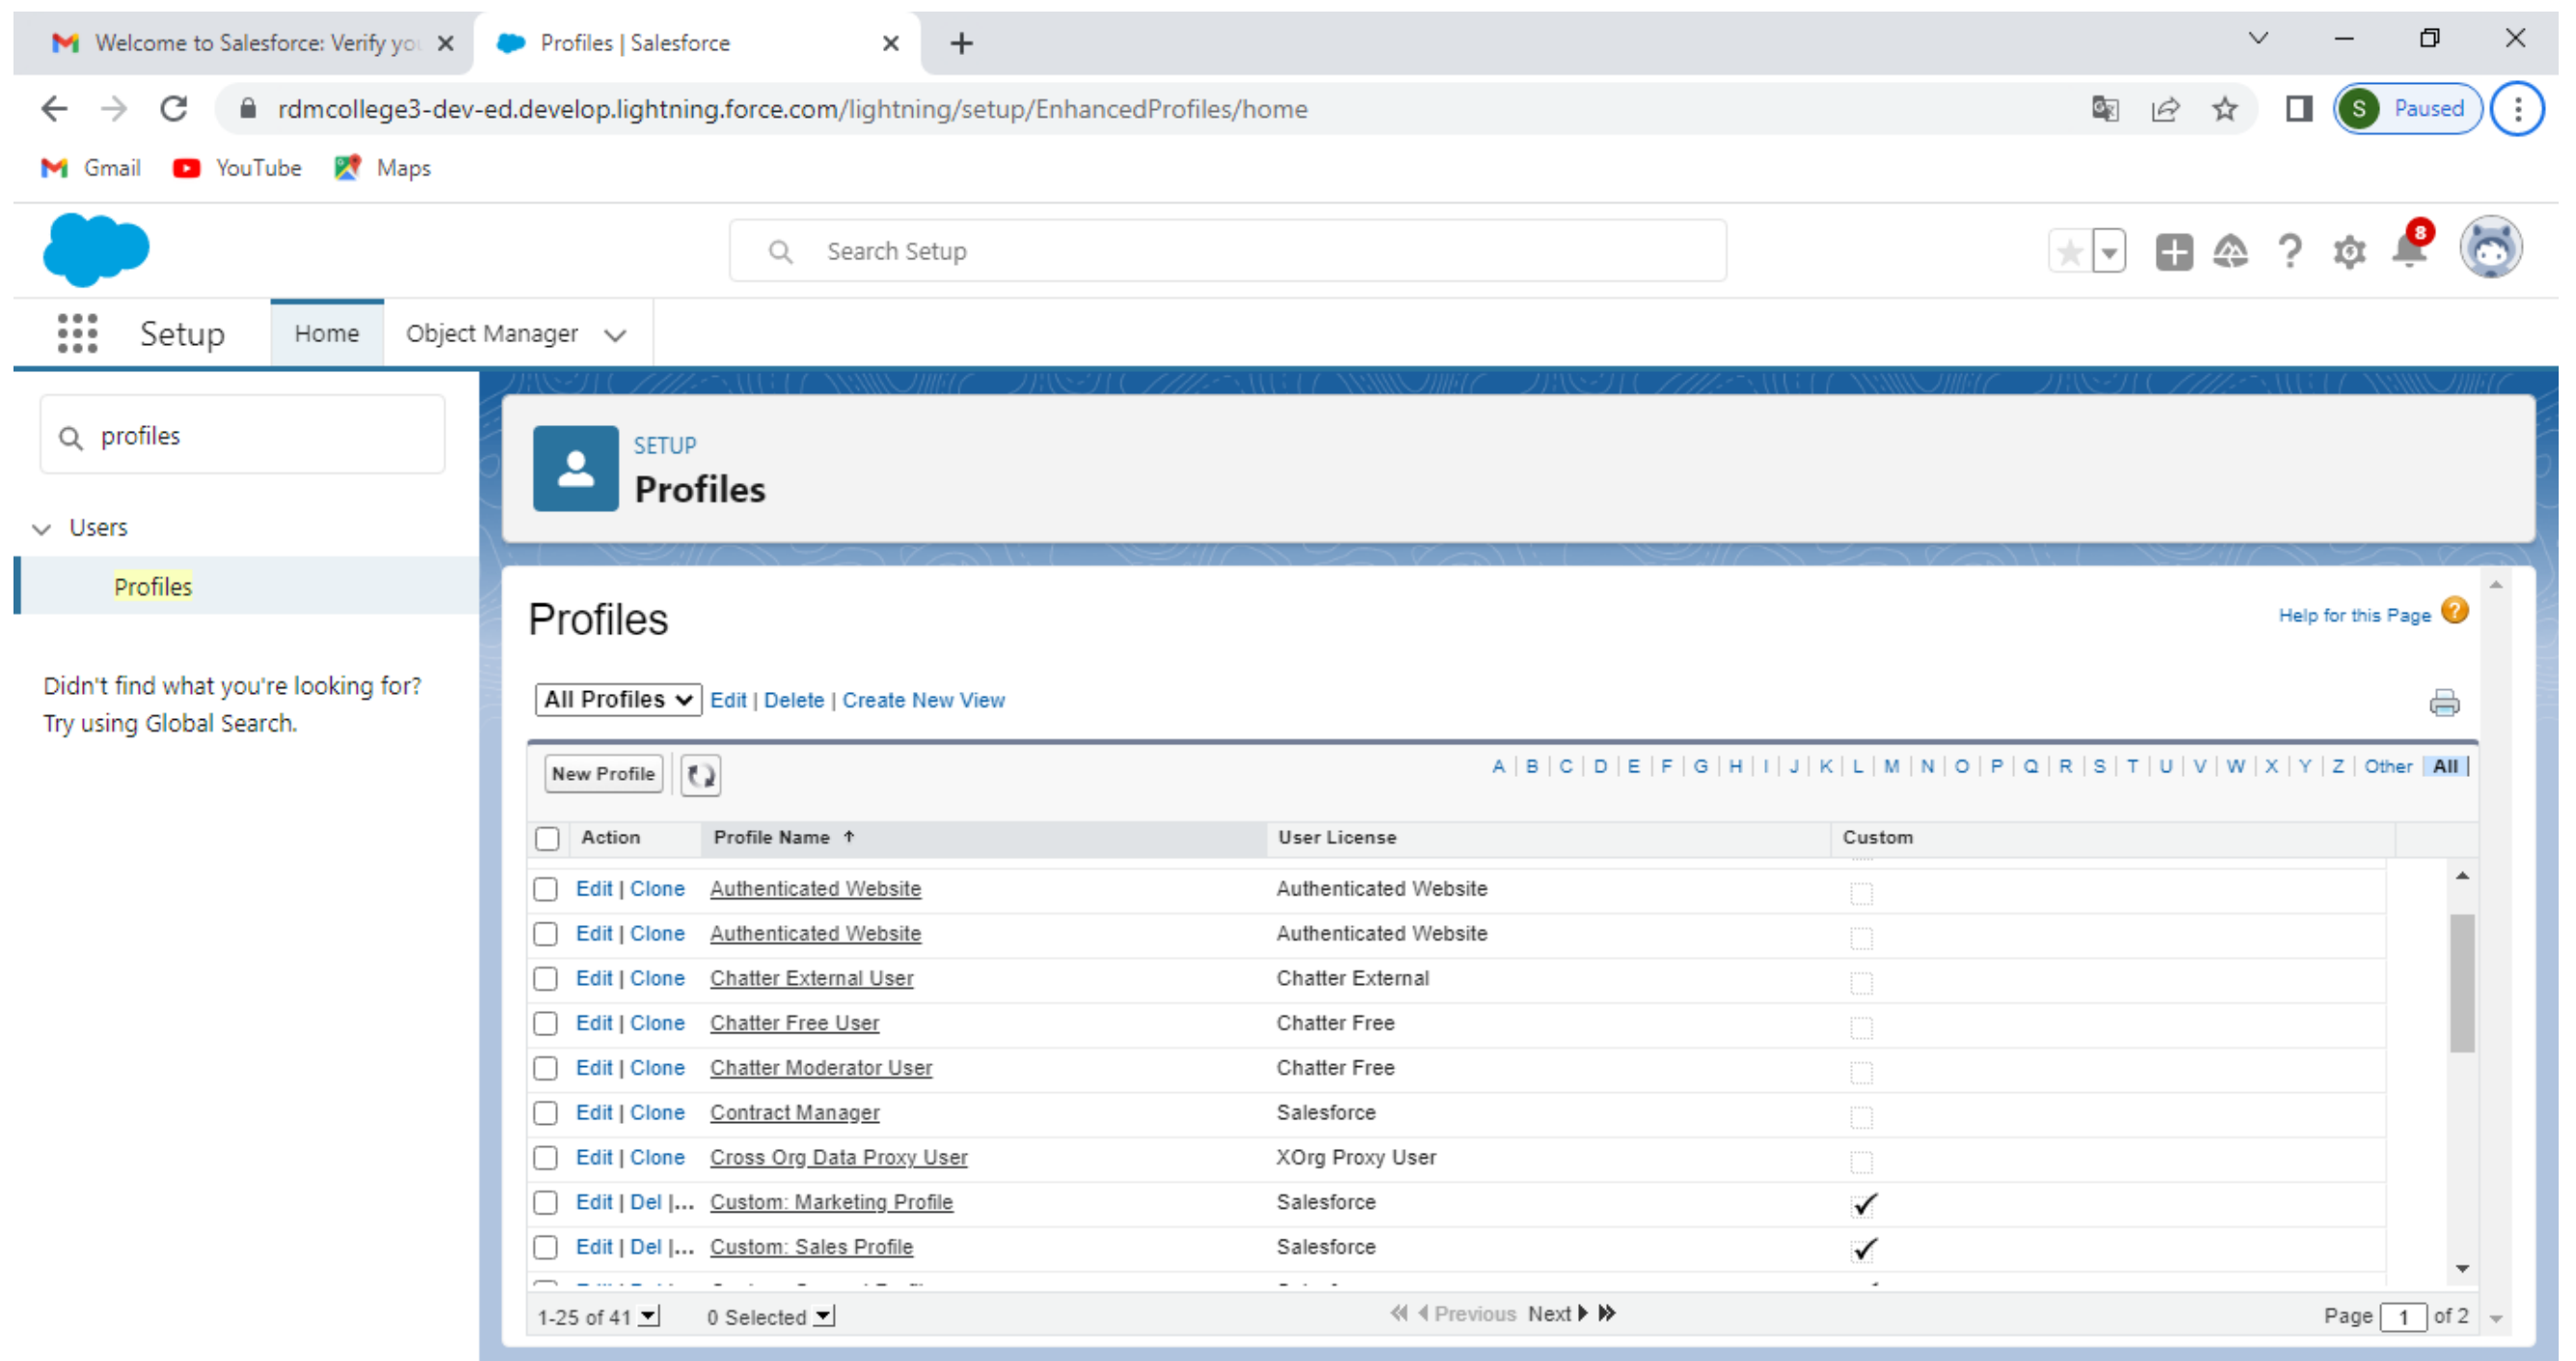 Welcome to Salesforce: Verify you
Profiles | Salesforce
rdmcollege3-dev-ed.develop.lightning.force.com/lightning/setup/EnhancedProfiles/home
S Paused
Gmail YouTube Maps
Search Setup
8
Setup Home Object Manager
profiles
Users
Profiles
Didn't find what you're looking for?
Try using Global Search.
SETUP
Profiles
Profiles
Help for this Page ?
All Profiles Edit | Delete | Create New View
New Profile
A | B | C | D | E | F | G | H | I | J | K | L | M | N | O | P | Q | R | S | T | U | V | W | X | Y | Z | Other | All |
Action Profile Name ↑ User License Custom
Edit | Clone Authenticated Website Authenticated Website
Edit | Clone Authenticated Website Authenticated Website
Edit | Clone Chatter External User Chatter External
Edit | Clone Chatter Free User Chatter Free
Edit | Clone Chatter Moderator User Chatter Free
Edit | Clone Contract Manager Salesforce
Edit | Clone Cross Org Data Proxy User XOrg Proxy User
Edit | Del |... Custom: Marketing Profile Salesforce
Edit | Del |... Custom: Sales Profile Salesforce
1-25 of 41 0 Selected Previous Next Page 1 of 2